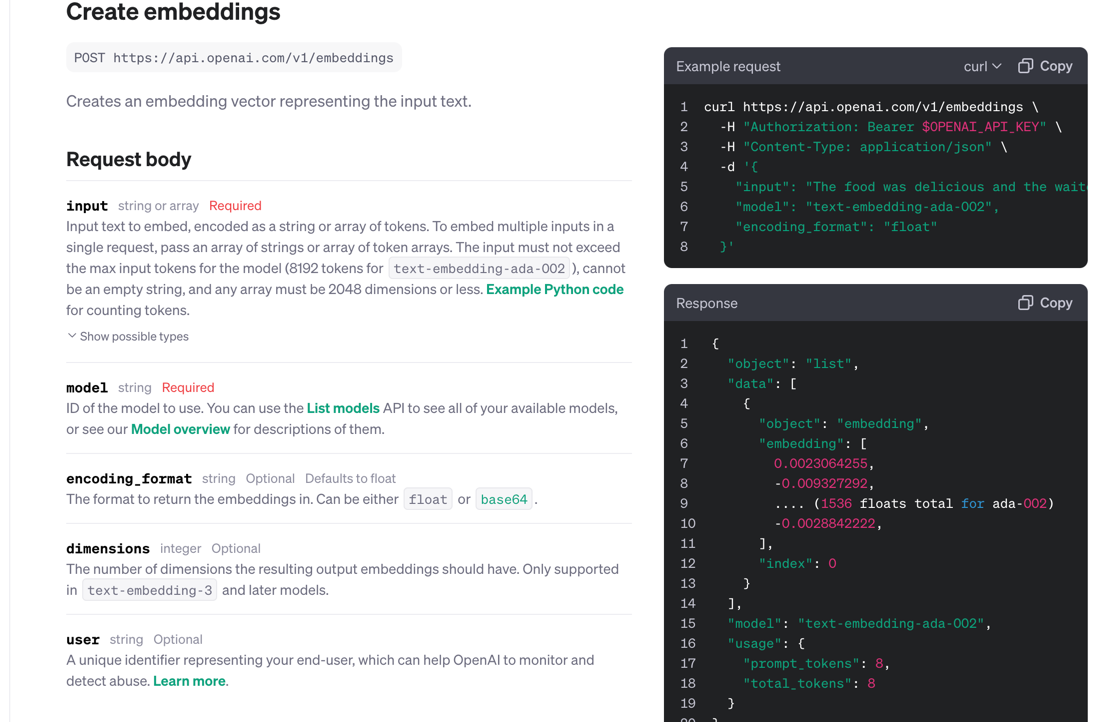 Create embeddings
POST https://api.openai.com/v1/embeddings
Creates an embedding vector representing the input text.
Request body
input string or array Required
Input text to embed, encoded as a string or array of tokens. To embed multiple inputs in a
single request, pass an array of strings or array of token arrays. The input must not exceed
the max input tokens for the model (8192 tokens for text-embedding-ada-002 ), cannot
be an empty string, and any array must be 2048 dimensions or less. Example Python code
for counting tokens.
Show possible types
model string Required
ID of the model to use. You can use the List models API to see all of your available models,
or see our Model overview for descriptions of them.
encoding_format string Optional Defaults to float
The format to return the embeddings in. Can be either float or base64 .
dimensions integer Optional
The number of dimensions the resulting output embeddings should have. Only supported
in text-embedding-3 and later models.
user string Optional
A unique identifier representing your end-user, which can help OpenAI to monitor and
detect abuse. Learn more.
Example request curl Copy
1 curl https://api.openai.com/v1/embeddings \
2 -H "Authorization: Bearer $OPENAI_API_KEY" \
3 -H "Content-Type: application/json" \
4 -d '{
5 "input": "The food was delicious and the wait
6 "model": "text-embedding-ada-002",
7 "encoding_format": "float"
8 }'
Response Copy
1 {
2 "object": "list",
3 "data": [
4 {
5 "object": "embedding",
6 "embedding": [
7 0.0023064255,
8 -0.009327292,
9 .... (1536 floats total for ada-002)
10 -0.0028842222,
11 ],
12 "index": 0
13 }
14 ],
15 "model": "text-embedding-ada-002",
16 "usage": {
17 "prompt_tokens": 8,
18 "total_tokens": 8
19 }